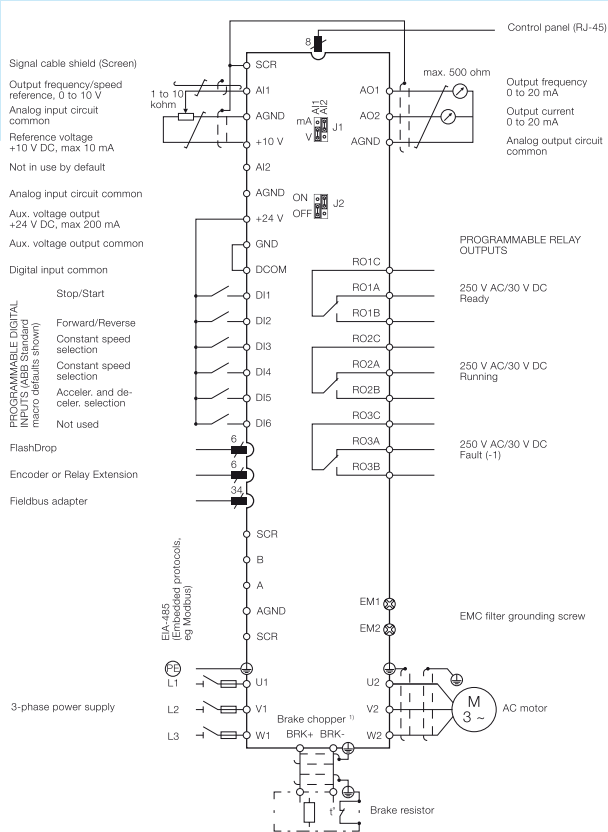 Control panel (RJ-45)
8
Signal cable shield (Screen)
SCR
max. 500 ohm
Output frequency/speed
reference, 0 to 10 V
1 to 10
kohm
AI1
AO1
Output frequency
0 to 20 mA
Analog input circuit
common
AGND
mA
V
AI1
AI2
J1
AO2
Output current
0 to 20 mA
Reference voltage
+10 V DC, max 10 mA
+10 V
AGND
Analog output circuit
common
Not in use by default
AI2
Analog input circuit common
AGND
ON
OFF
J2
Aux. voltage output
+24 V DC, max 200 mA
+24 V
Aux. voltage output common
GND
PROGRAMMABLE RELAY
OUTPUTS
Digital input common
DCOM
RO1C
PROGRAMMABLE DIGITAL
INPUTS (ABB Standard
macro defaults shown)
Stop/Start
DI1
RO1A
250 V AC/30 V DC
Ready
Forward/Reverse
DI2
RO1B
Constant speed
selection
DI3
RO2C
Constant speed
selection
DI4
RO2A
250 V AC/30 V DC
Running
Acceler. and de-
celer. selection
DI5
RO2B
Not used
DI6
RO3C
FlashDrop
6
RO3A
250 V AC/30 V DC
Fault (-1)
Encoder or Relay Extension
6
RO3B
Fieldbus adapter
34
EIA-485
(Embedded protocols,
eg Modbus)
SCR
B
A
AGND
SCR
EM1
EM2
EMC filter grounding screw
PE
L1
U1
U2
3-phase power supply
L2
V1
V2
M
3 ~
AC motor
L3
W1
W2
Brake chopper 1)
BRK+ BRK-
t°
Brake resistor